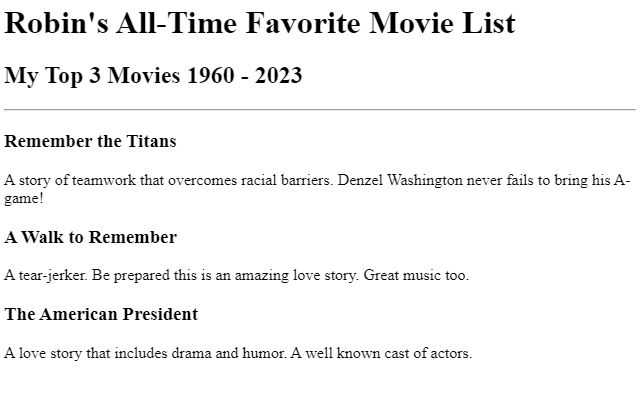 Robin's All-Time Favorite Movie List
My Top 3 Movies 1960 - 2023
Remember the Titans
A story of teamwork that overcomes racial barriers. Denzel Washington never fails to bring his A-
game!
A Walk to Remember
A tear-jerker. Be prepared this is an amazing love story. Great music too.
The American President
A love story that includes drama and humor. A well known cast of actors.